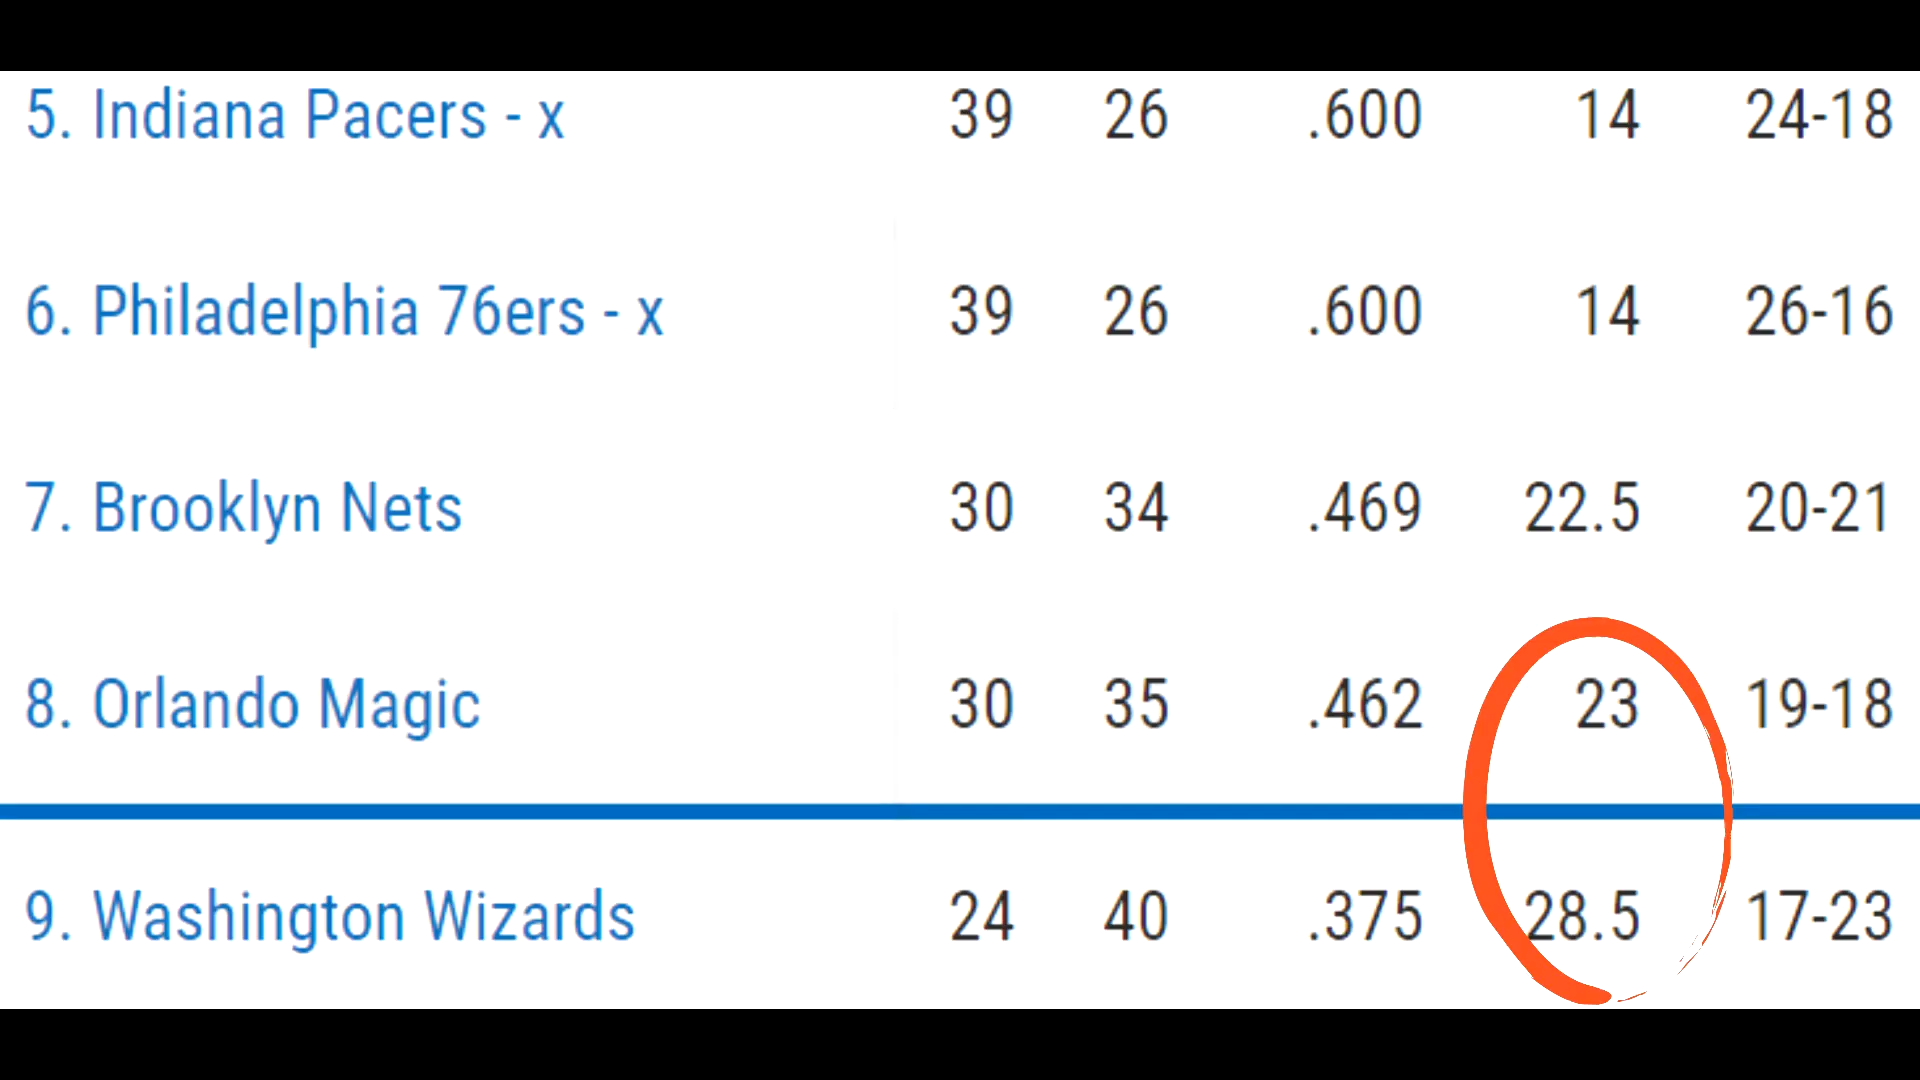 5. Indiana Pacers - x 39 26 .600 14 24-18
6. Philadelphia 76ers - x 39 26 .600 14 26-16
7. Brooklyn Nets 30 34 .469 22.5 20-21
8. Orlando Magic 30 35 .462 23 19-18
9. Washington Wizards 24 40 .375 28.5 17-23